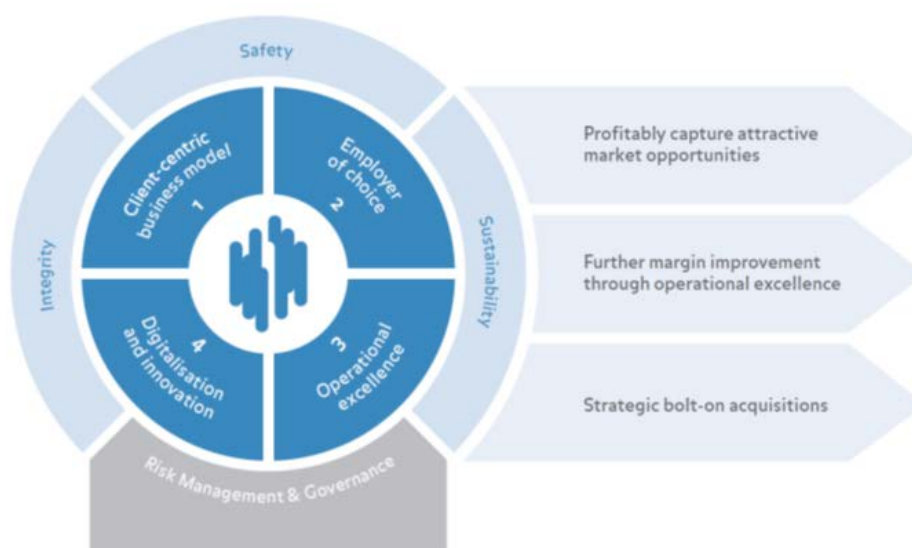 Safety
Integrity
Sustainability
Client-centric
business model
1
Employer
of choice
2
3
Operational
excellence
4
Digitalisation
and innovation
Risk Management & Governance
Profitably capture attractive
market opportunities
Further margin improvement
through operational excellence
Strategic bolt-on acquisitions